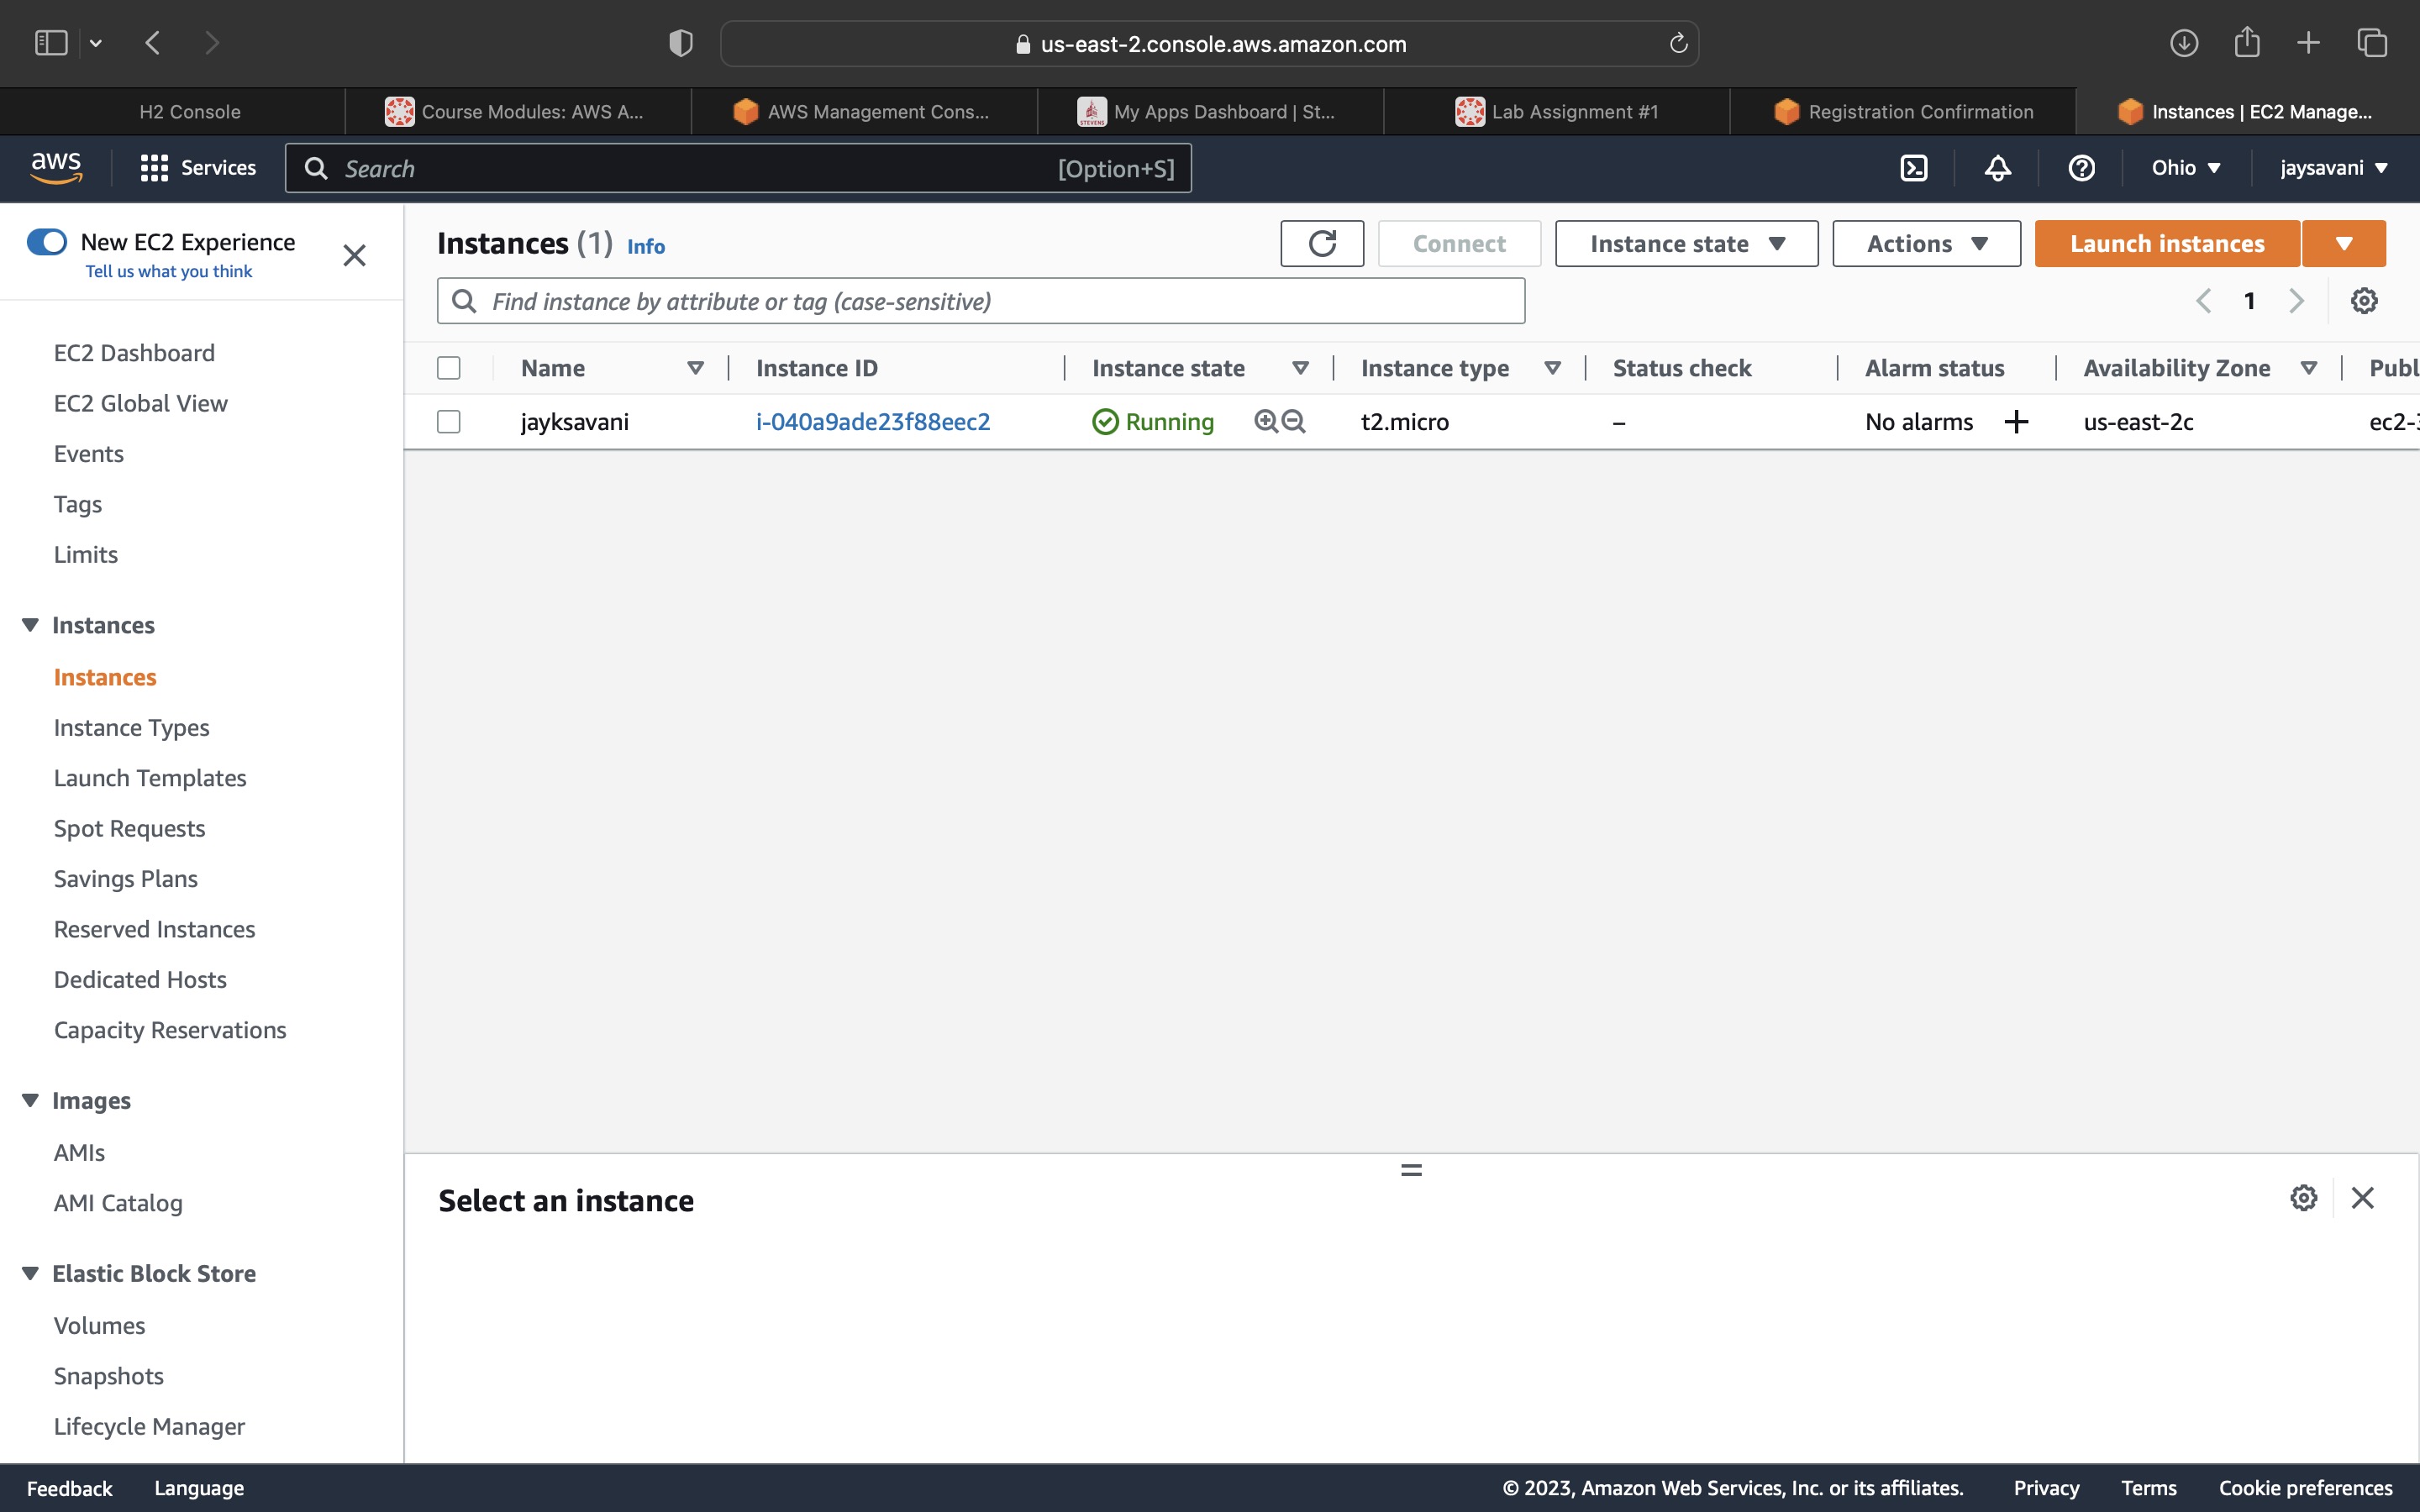 us-east-2.console.aws.amazon.com
H2 Console
Course Modules: AWS A...
AWS Management Cons...
STEVENS
My Apps Dashboard | St...
Lab Assignment #1
Registration Confirmation
Instances | EC2 Manage...
aws
Services
Search
[Option+S]
Ohio
jaysavani
New EC2 Experience
Tell us what you think
EC2 Dashboard
EC2 Global View
Events
Tags
Limits
Instances
Instances
Instance Types
Launch Templates
Spot Requests
Savings Plans
Reserved Instances
Dedicated Hosts
Capacity Reservations
Images
AMIs
AMI Catalog
Elastic Block Store
Volumes
Snapshots
Lifecycle Manager
Instances (1) Info
Connect
Instance state
Actions
Launch instances
Find instance by attribute or tag (case-sensitive)
1
Name Instance ID Instance state Instance type Status check Alarm status Availability Zone Publ
jayksavani i-040a9ade23f88eec2 Running t2.micro – No alarms + us-east-2c ec2-3
Select an instance
Feedback Language © 2023, Amazon Web Services, Inc. or its affiliates. Privacy Terms Cookie preferences